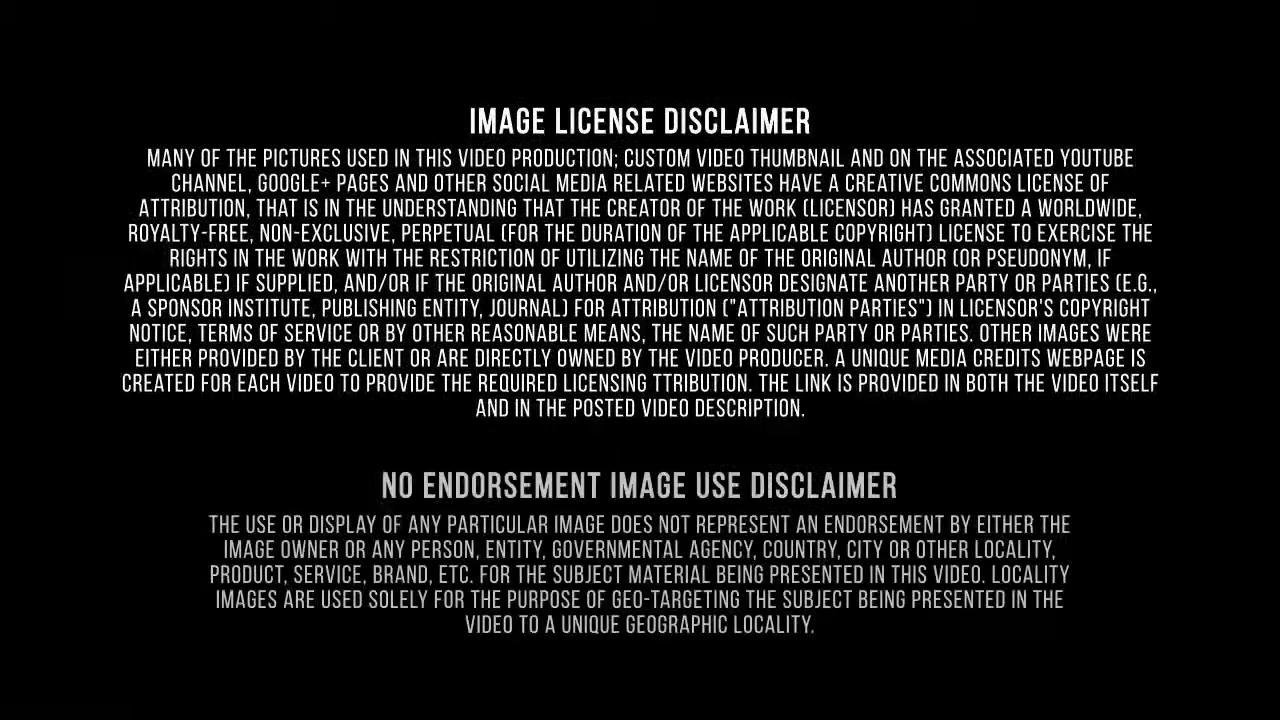 IMAGE LICENSE DISCLAIMER
MANY OF THE PICTURES USED IN THIS VIDEO PRODUCTION; CUSTOM VIDEO THUMBNAIL AND ON THE ASSOCIATED YOUTUBE
CHANNEL, GOOGLE+ PAGES AND OTHER SOCIAL MEDIA RELATED WEBSITES HAVE A CREATIVE COMMONS LICENSE OF
ATTRIBUTION, THAT IS IN THE UNDERSTANDING THAT THE CREATOR OF THE WORK (LICENSOR) HAS GRANTED A WORLDWIDE,
ROYALTY-FREE, NON-EXCLUSIVE, PERPETUAL (FOR THE DURATION OF THE APPLICABLE COPYRIGHT) LICENSE TO EXERCISE THE
RIGHTS IN THE WORK WITH THE RESTRICTION OF UTILIZING THE NAME OF THE ORIGINAL AUTHOR (OR PSEUDONYM, IF
APPLICABLE) IF SUPPLIED, AND/OR IF THE ORIGINAL AUTHOR AND/OR LICENSOR DESIGNATE ANOTHER PARTY OR PARTIES (E.G.,
A SPONSOR INSTITUTE, PUBLISHING ENTITY, JOURNAL) FOR ATTRIBUTION ("ATTRIBUTION PARTIES") IN LICENSOR'S COPYRIGHT
NOTICE, TERMS OF SERVICE OR BY OTHER REASONABLE MEANS, THE NAME OF SUCH PARTY OR PARTIES. OTHER IMAGES WERE
EITHER PROVIDED BY THE CLIENT OR ARE DIRECTLY OWNED BY THE VIDEO PRODUCER. A UNIQUE MEDIA CREDITS WEBPAGE IS
CREATED FOR EACH VIDEO TO PROVIDE THE REQUIRED LICENSING TTRIBUTION. THE LINK IS PROVIDED IN BOTH THE VIDEO ITSELF
AND IN THE POSTED VIDEO DESCRIPTION.
NO ENDORSEMENT IMAGE USE DISCLAIMER
THE USE OR DISPLAY OF ANY PARTICULAR IMAGE DOES NOT REPRESENT AN ENDORSEMENT BY EITHER THE
IMAGE OWNER OR ANY PERSON, ENTITY, GOVERNMENTAL AGENCY, COUNTRY, CITY OR OTHER LOCALITY,
PRODUCT, SERVICE, BRAND, ETC. FOR THE SUBJECT MATERIAL BEING PRESENTED IN THIS VIDEO. LOCALITY
IMAGES ARE USED SOLELY FOR THE PURPOSE OF GEO-TARGETING THE SUBJECT BEING PRESENTED IN THE
VIDEO TO A UNIQUE GEOGRAPHIC LOCALITY.